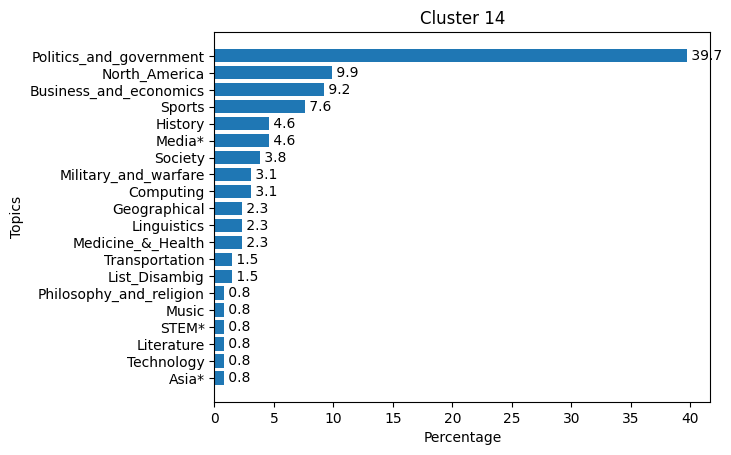 Cluster 14
Topics
Politics_and_government 39.7
North_America 9.9
Business_and_economics 9.2
Sports 7.6
History 4.6
Media* 4.6
Society 3.8
Military_and_warfare 3.1
Computing 3.1
Geographical 2.3
Linguistics 2.3
Medicine_&_Health 2.3
Transportation 1.5
List_Disambig 1.5
Philosophy_and_religion 0.8
Music 0.8
STEM* 0.8
Literature 0.8
Technology 0.8
Asia* 0.8
0 5 10 15 20 25 30 35 40
Percentage